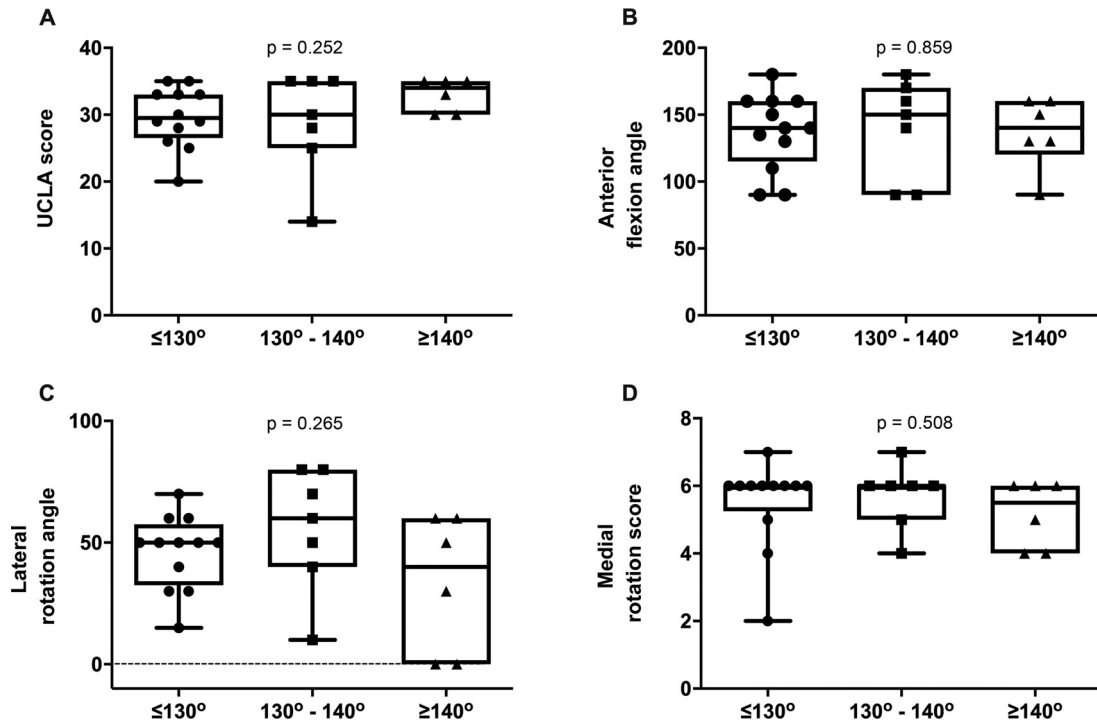 A
p = 0.252
UCLA score
40
30
20
10
0
≤130º
130º - 140º
≥140º
B
p = 0.859
Anterior
flexion angle
200
150
100
50
0
≤130º
130º - 140º
≥140º
C
p = 0.265
Lateral
rotation angle
100
50
0
≤130º
130º - 140º
≥140º
D
p = 0.508
Medial
rotation score
8
6
4
2
0
≤130º
130º - 140º
≥140º